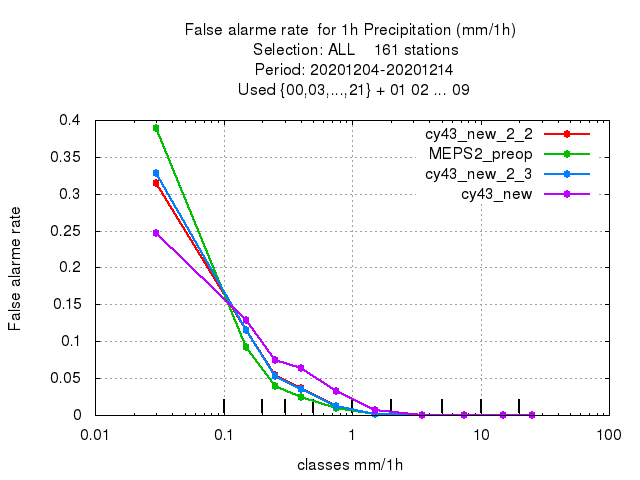 False alarme rate  for 1h Precipitation (mm/1h)
Selection: ALL    161 stations
Period: 20201204-20201214
Used {00,03,...,21} + 01 02 ... 09
cy43_new_2_2
MEPS2_preop
cy43_new_2_3
cy43_new
False alarme rate
0.4
0.35
0.3
0.25
0.2
0.15
0.1
0.05
0
0.01
0.1
1
10
100
classes mm/1h